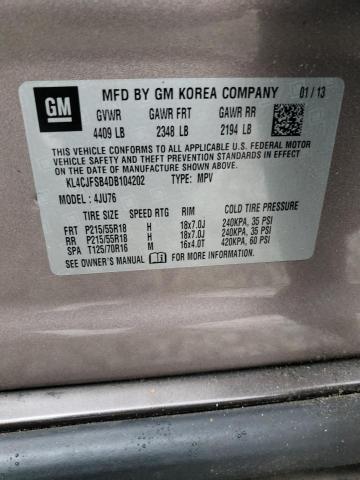 GM
MFD BY GM KOREA COMPANY 01/13
GVWR GAWR FRT GAWR RR
4409 LB 2348 LB 2194 LB
THIS VEHICLE CONFORMS TO ALL APPLICABLE U.S. FEDERAL MOTOR
VEHICLE SAFETY, BUMPER, AND THEFT PREVENTION STANDARDS
IN EFFECT ON THE DATE OF MANUFACTURE SHOWN ABOVE.
KL4CJFSB4DB104202 TYPE: MPV
MODEL: 4JU76
TIRE SIZE SPEED RTG RIM COLD TIRE PRESSURE
FRT P215/55R18 H 18x7.0J 240KPA, 35 PSI
RR P215/55R18 H 18x7.0J 240KPA, 35 PSI
SPA T125/70R16 M 16x4.0T 420KPA, 60 PSI
SEE OWNER'S MANUAL FOR MORE INFORMATION